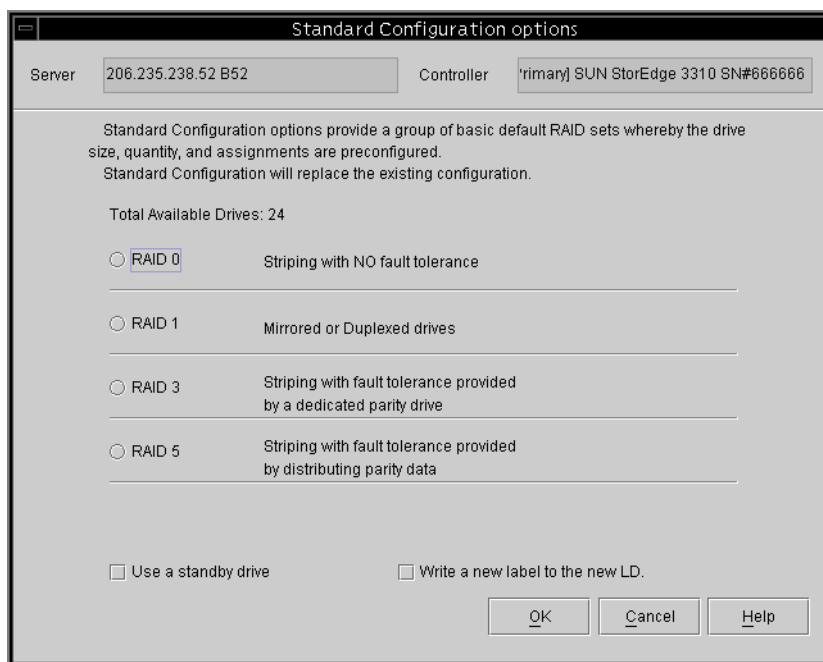 Standard Configuration options
Server
206.235.238.52 B52
Controller
'rimary] SUN StorEdge 3310 SN#666666
Standard Configuration options provide a group of basic default RAID sets whereby the drive
size, quantity, and assignments are preconfigured.
Standard Configuration will replace the existing configuration.
Total Available Drives: 24
RAID 0
Striping with NO fault tolerance
RAID 1
Mirrored or Duplexed drives
RAID 3
Striping with fault tolerance provided
by a dedicated parity drive
RAID 5
Striping with fault tolerance provided
by distributing parity data
Use a standby drive
Write a new label to the new LD.
OK
Cancel
Help